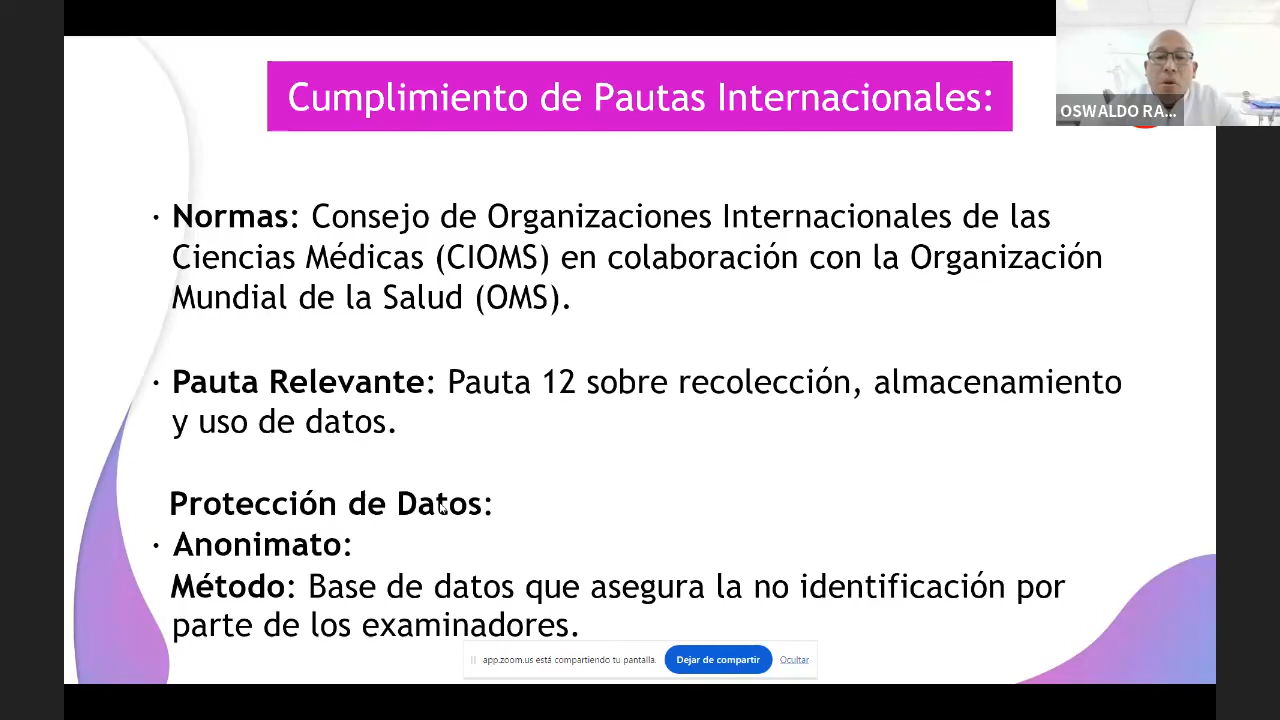 Cumplimiento de Pautas Internacionales:
OSWALDO RA...
· Normas: Consejo de Organizaciones Internacionales de las
Ciencias Médicas (CIOMS) en colaboración con la Organización
Mundial de la Salud (OMS).
· Pauta Relevante: Pauta 12 sobre recolección, almacenamiento
y uso de datos.
Protección de Datos:
· Anonimato:
Método: Base de datos que asegura la no identificación por
parte de los examinadores.
app.zoom.us está compartiendo tu pantalla. Dejar de compartir Ocultar